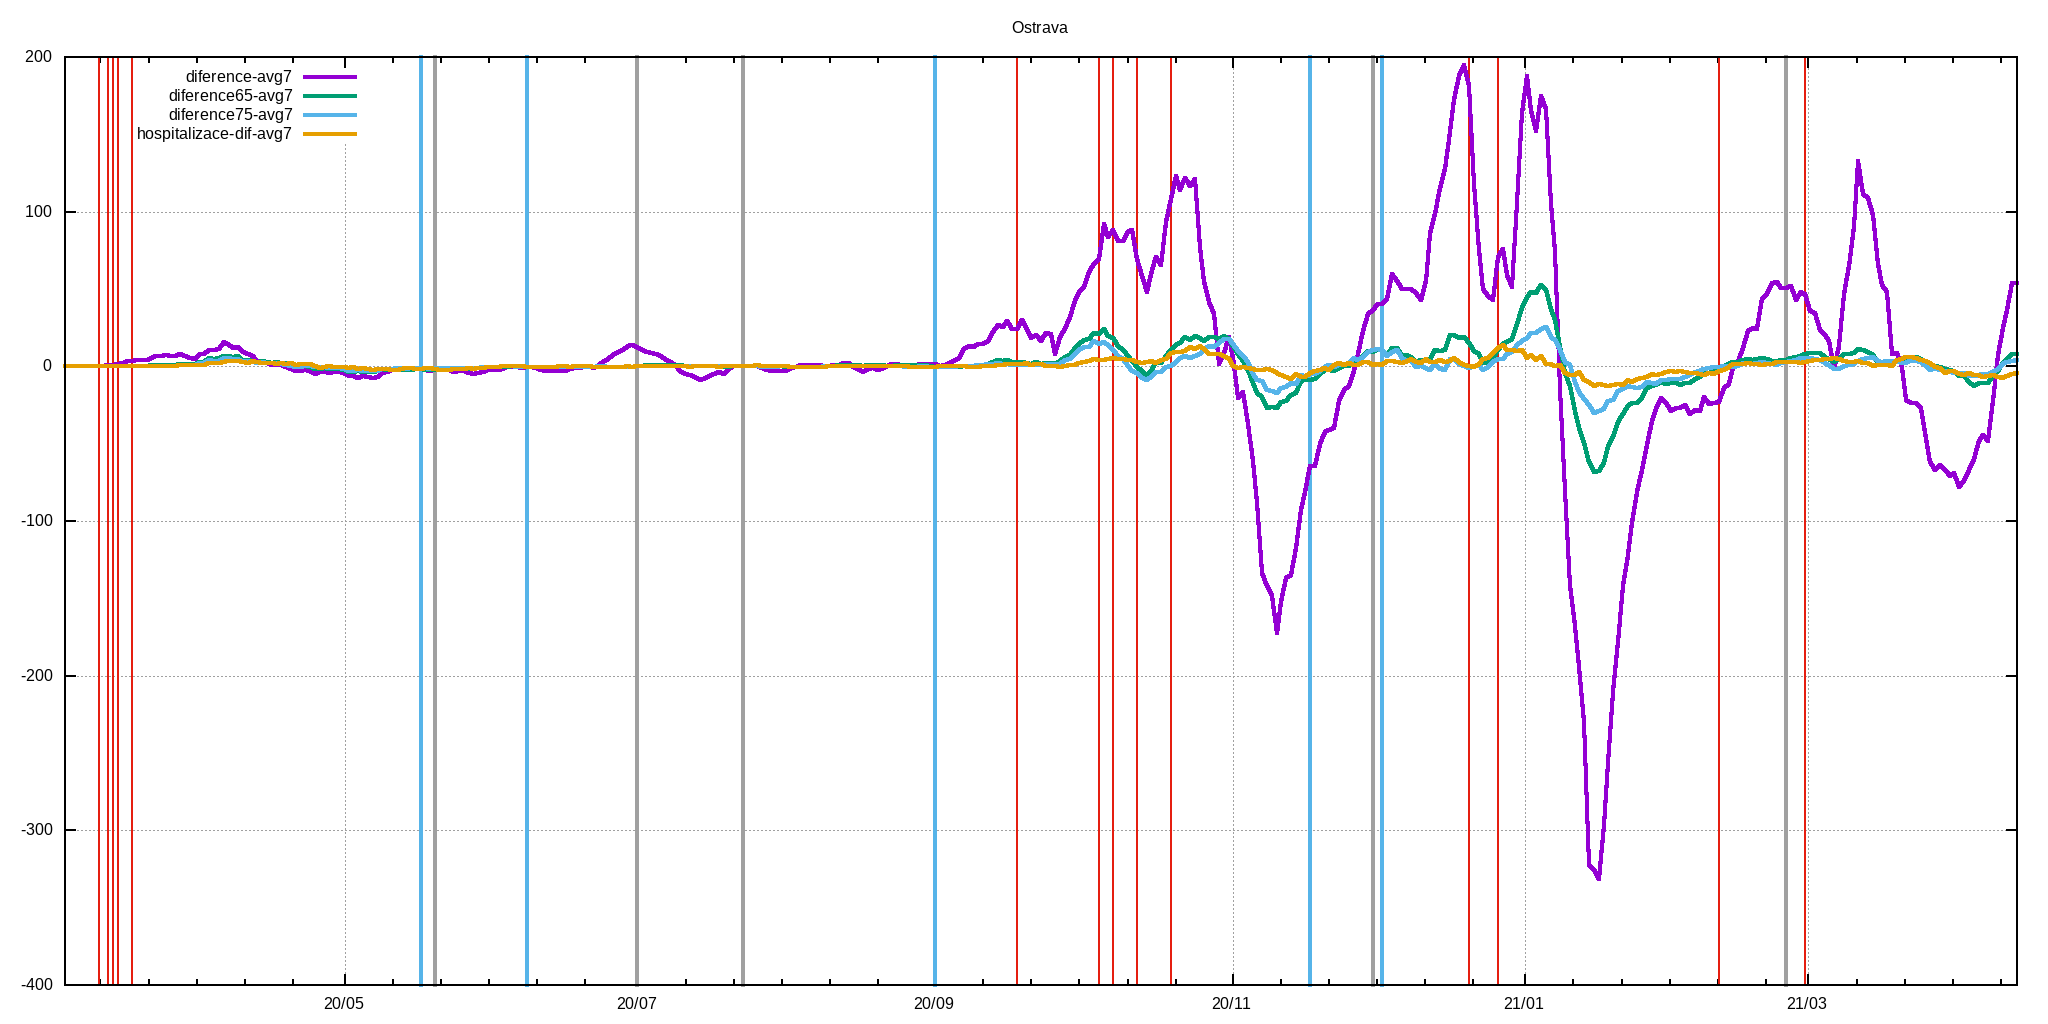 Ostrava
diference-avg7
diference65-avg7
diference75-avg7
hospitalizace-dif-avg7
200
100
0
-100
-200
-300
-400
20/05 20/07 20/09 20/11 21/01 21/03